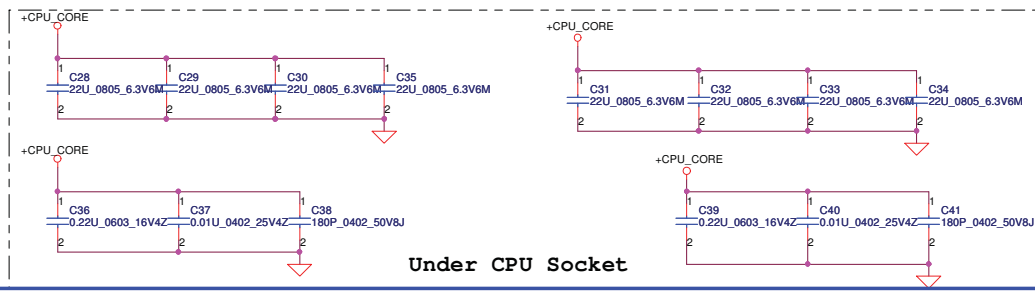 +CPU_CORE
+CPU_CORE
1 1 1 1
C28 C29 C30 C35
22U_0805_6.3V6M 22U_0805_6.3V6M 22U_0805_6.3V6M 22U_0805_6.3V6M
2 2 2 2
1 1 1 1
C31 C32 C33 C34
22U_0805_6.3V6M 22U_0805_6.3V6M 22U_0805_6.3V6M 22U_0805_6.3V6M
2 2 2 2
+CPU_CORE
+CPU_CORE
1 1 1
C36 C37 C38
0.22U_0603_16V4Z 0.01U_0402_25V4Z 180P_0402_50V8J
2 2 2
1 1 1
C39 C40 C41
0.22U_0603_16V4Z 0.01U_0402_25V4Z 180P_0402_50V8J
2 2 2
Under CPU Socket